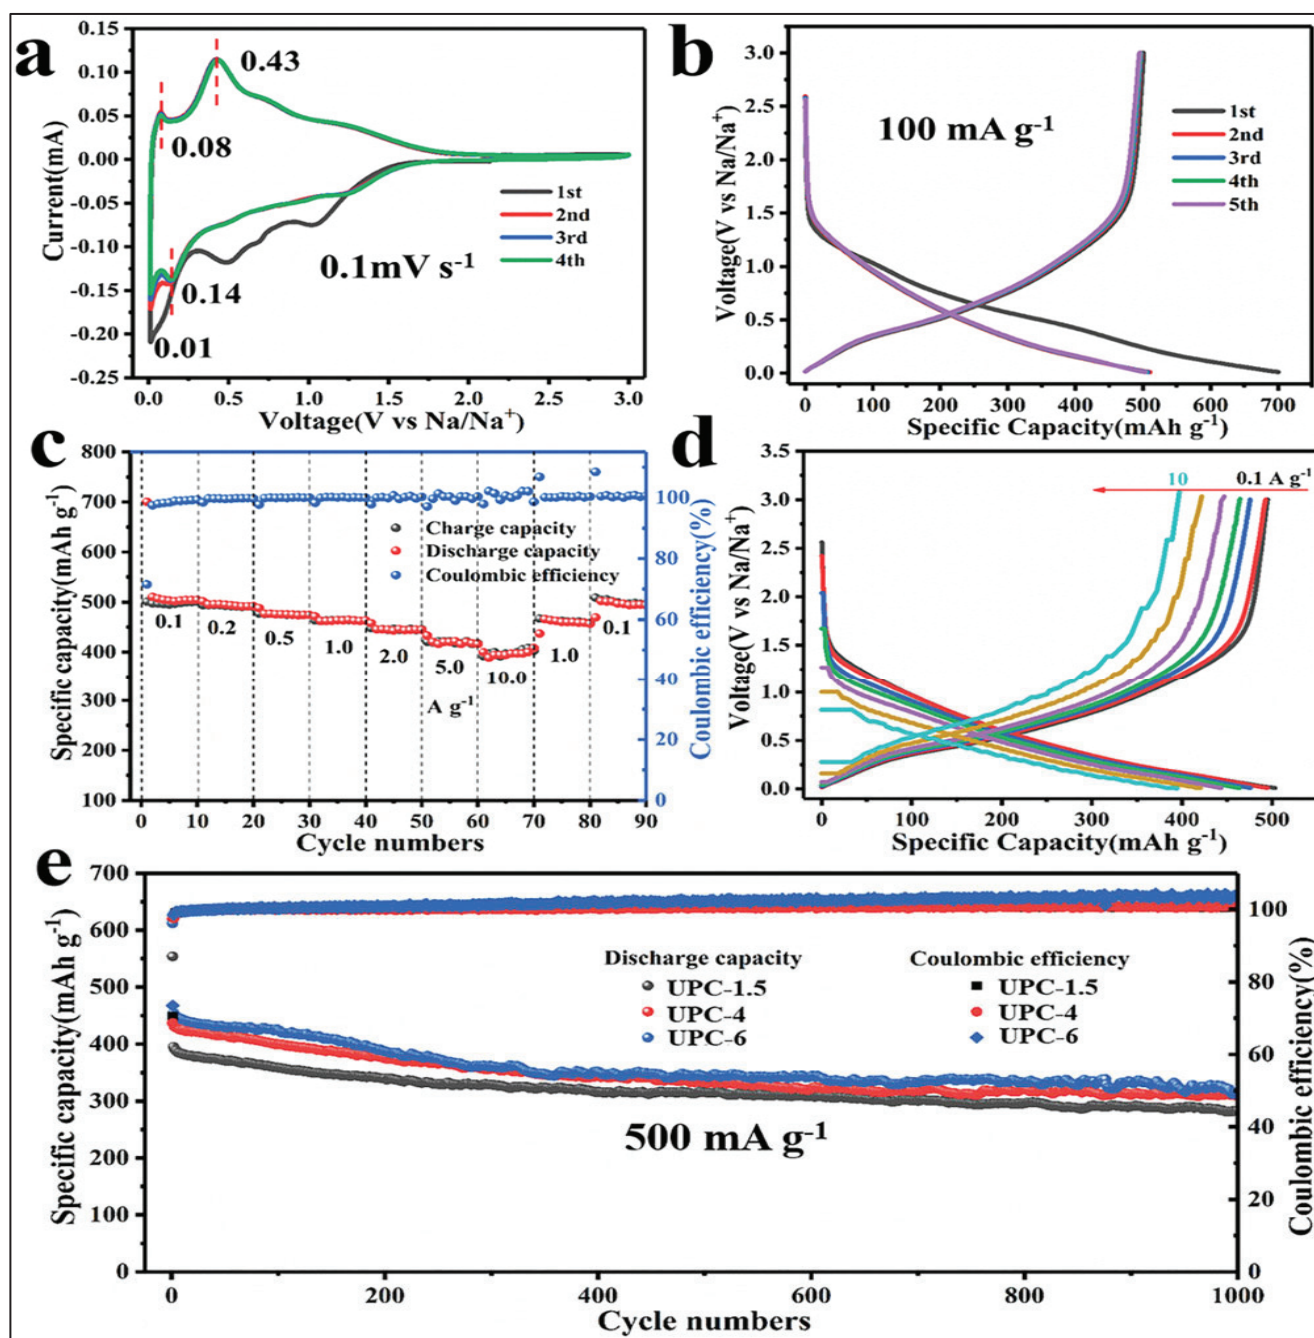 a
0.15
0.10
0.05
0.00
-0.05
-0.10
-0.15
-0.20
-0.25
Current(mA)
0.43
0.08
0.14
0.01
1st
2nd
3rd
4th
0.1mV s-1
0.0 0.5 1.0 1.5 2.0 2.5 3.0
Voltage(V vs Na/Na+)
b
3.0
2.5
2.0
1.5
1.0
0.5
0.0
Voltage(V vs Na/Na+)
100 mA g-1
1st
2nd
3rd
4th
5th
0 100 200 300 400 500 600 700
Specific Capacity(mAh g-1)
c
800
700
600
500
400
300
200
100
Specific capacity(mAh g-1)
Charge capacity
Discharge capacity
Coulombic efficiency
0.1 0.2 0.5 1.0 2.0 5.0 10.0 1.0 0.1
A g-1
100
80
60
40
20
0
Coulombic efficiency(%)
0 10 20 30 40 50 60 70 80 90
Cycle numbers
d
3.5
3.0
2.5
2.0
1.5
1.0
0.5
0.0
Voltage(V vs Na/Na+)
10 0.1 A g-1
0 100 200 300 400 500
Specific Capacity(mAh g-1)
e
700
600
500
400
300
200
100
0
Specific capacity(mAh g-1)
Discharge capacity
UPC-1.5
UPC-4
UPC-6
Coulombic efficiency
UPC-1.5
UPC-4
UPC-6
500 mA g-1
100
80
60
40
20
0
Coulombic efficiency(%)
0 200 400 600 800 1000
Cycle numbers